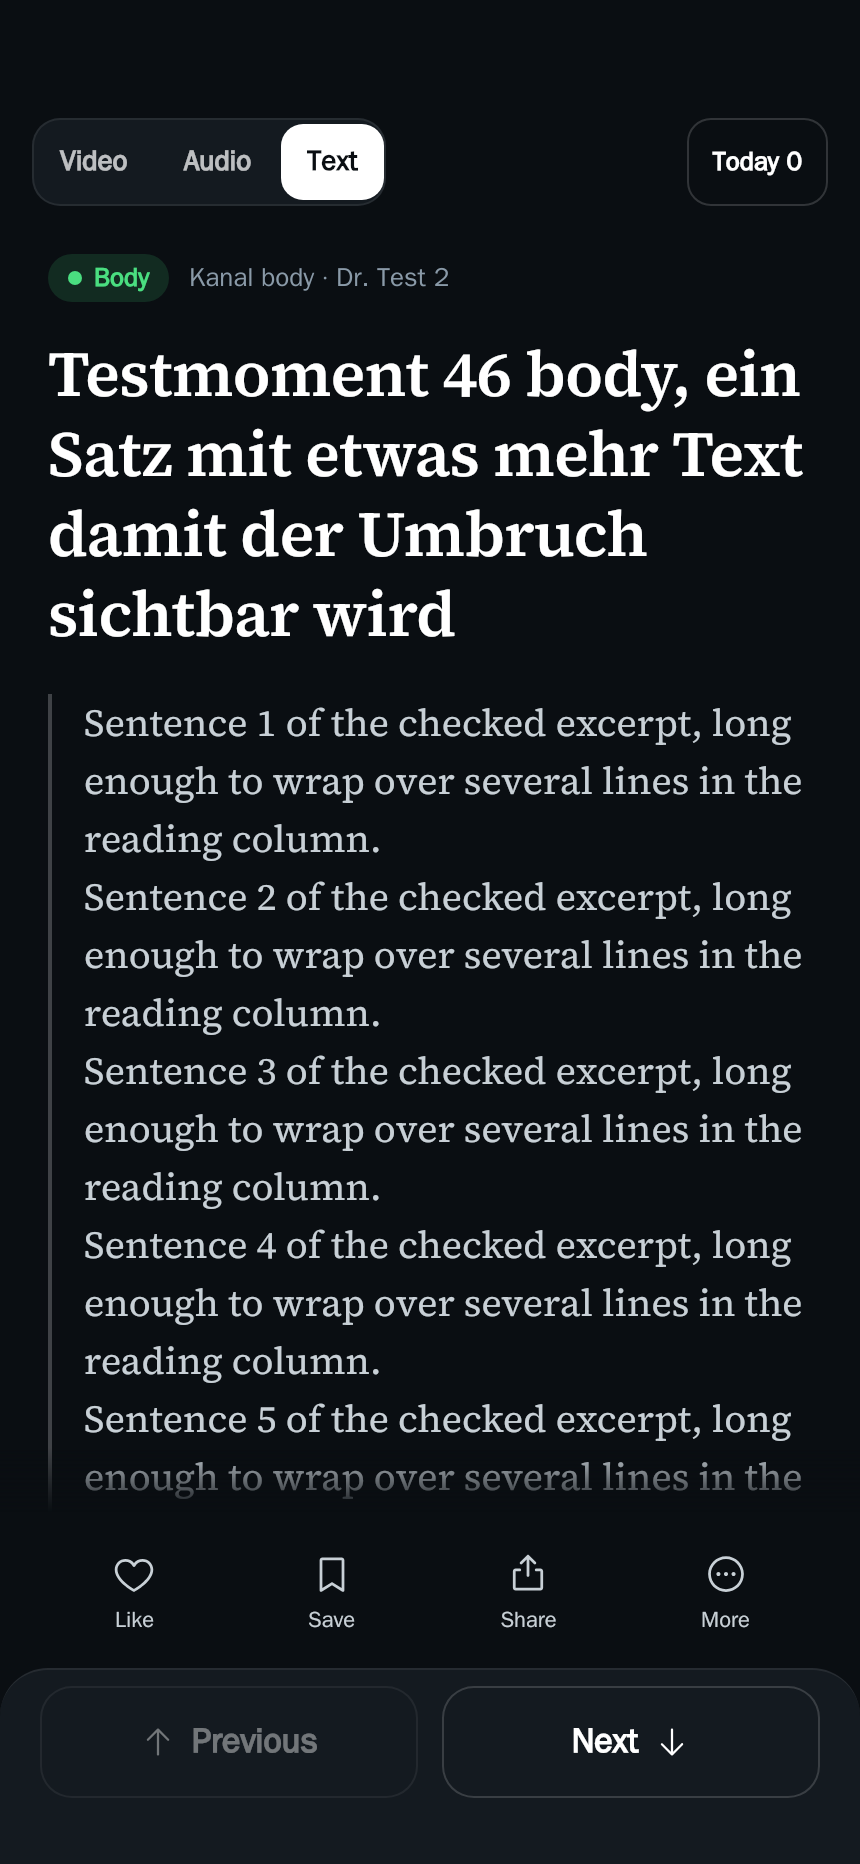 Video Audio Text Today 0
Body Kanal body · Dr. Test 2
Testmoment 46 body, ein
Satz mit etwas mehr Text
damit der Umbruch
sichtbar wird
Sentence 1 of the checked excerpt, long
enough to wrap over several lines in the
reading column.
Sentence 2 of the checked excerpt, long
enough to wrap over several lines in the
reading column.
Sentence 3 of the checked excerpt, long
enough to wrap over several lines in the
reading column.
Sentence 4 of the checked excerpt, long
enough to wrap over several lines in the
reading column.
Sentence 5 of the checked excerpt, long
enough to wrap over several lines in the
Like Save Share More
Previous Next